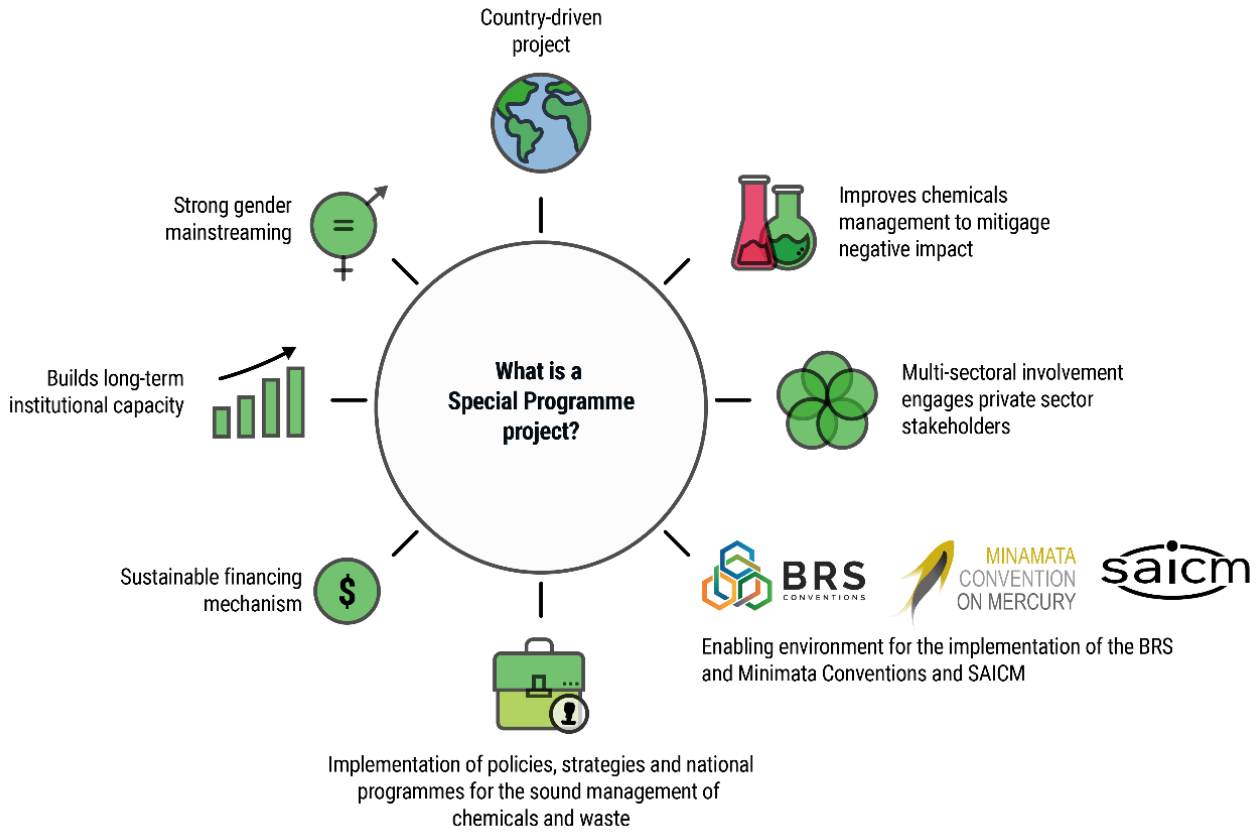 Country-driven
project
Improves chemicals
management to mitigage
negative impact
Multi-sectoral involvement
engages private sector
stakeholders
BRS
CONVENTIONS
MINAMATA
CONVENTION
ON MERCURY
saicm
Enabling environment for the implementation of the BRS
and Minimata Conventions and SAICM
Implementation of policies, strategies and national
programmes for the sound management of
chemicals and waste
$
Sustainable financing
mechanism
Builds long-term
institutional capacity
Strong gender
mainstreaming
=
What is a
Special Programme
project?